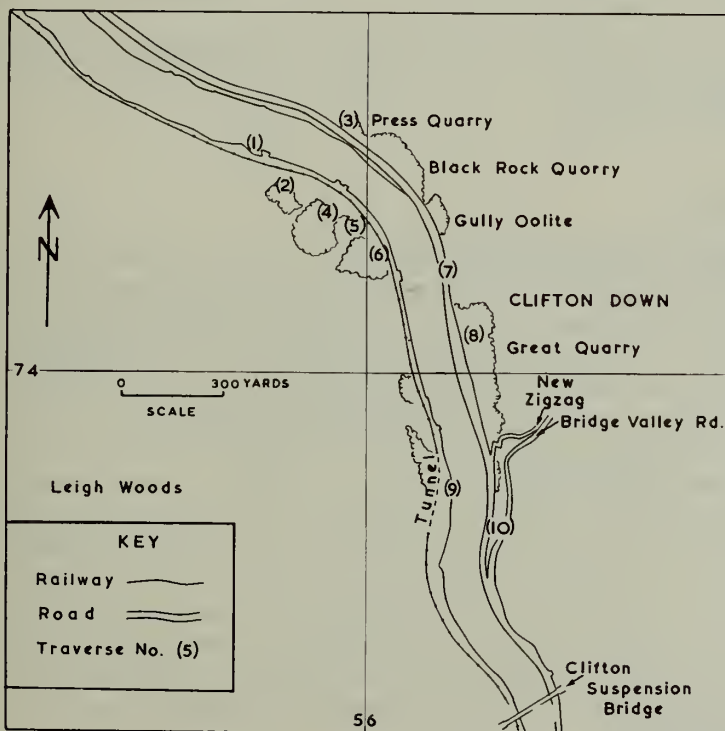 (3) Press Quarry
(1)
Black Rock Quorry
(2)
(4)
(5)
Gully Oolite
(6)
N
(7)
CLIFTON DOWN
(8)
Great Quarry
74
0 300 YARDS
SCALE
New
Zigzag
Bridge Valley Rd.
Tunnel
Leigh Woods
(9)
(10)
KEY
Railway
Road
Traverse No. (5)
Clifton
Suspension
Bridge
56